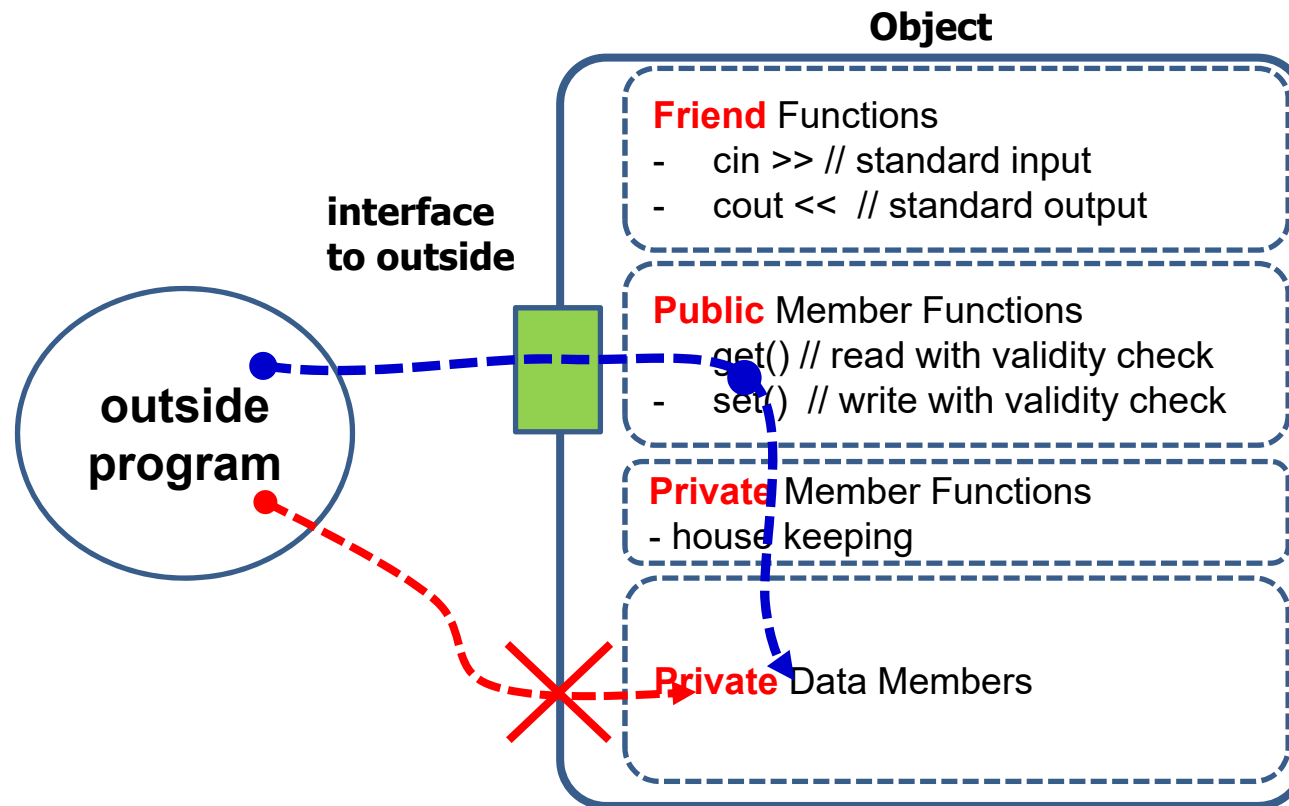 Object
Friend Functions
- cin >> // standard input
- cout << // standard output
interface
to outside
Public Member Functions
get() // read with validity check
- set() // write with validity check
outside
program
Private Member Functions
- house keeping
Private Data Members